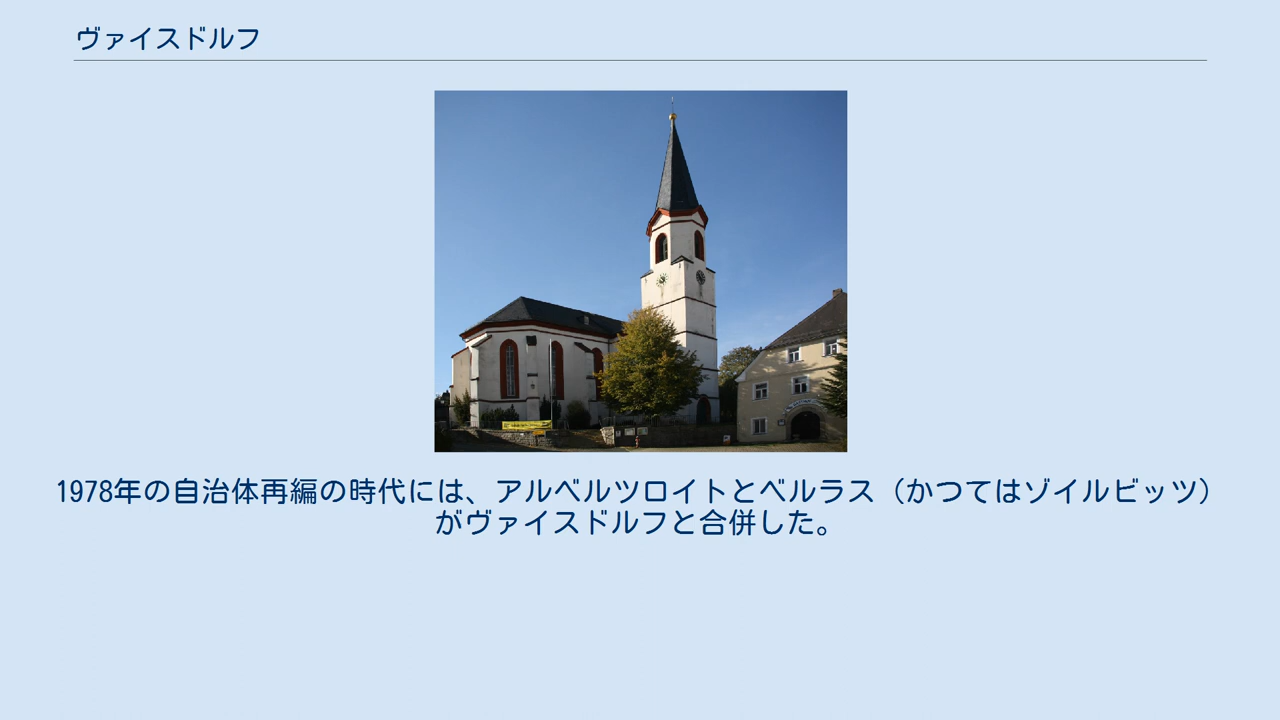 ヴァイスドルフ
1978年の自治体再編の時代には、アルベルツロイトとベルラス（かつてはゾイルビッツ）
がヴァイスドルフと合併した。